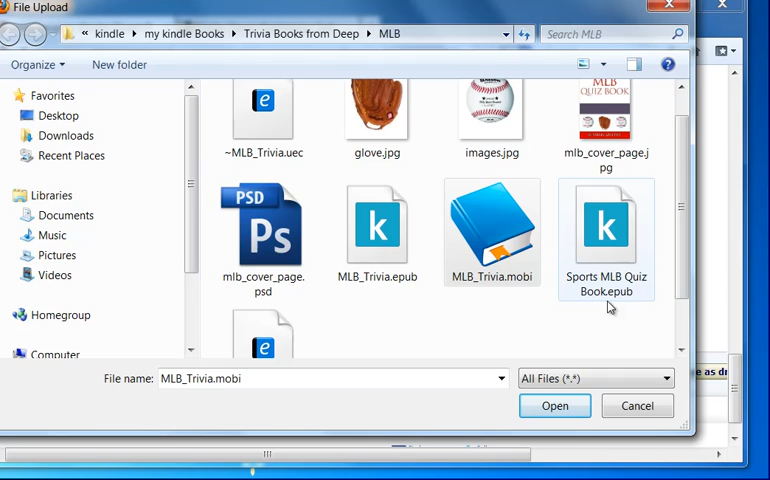 File Upload
« kindle ▸ my kindle Books ▸ Trivia Books from Deep ▸ MLB
Search MLB
Organize
New folder
Favorites
Desktop
Downloads
Recent Places
Libraries
Documents
Music
Pictures
Videos
Homegroup
Computer
~MLB_Trivia.uec
glove.jpg
images.jpg
MLB
QUIZ
BOOK
mlb_cover_page.j
pg
PSD
Ps
mlb_cover_page.
psd
k
MLB_Trivia.epub
MLB_Trivia.mobi
k
Sports MLB Quiz
Book.epub
File name:
MLB_Trivia.mobi
All Files (*.*)
Open
Cancel
e as dr